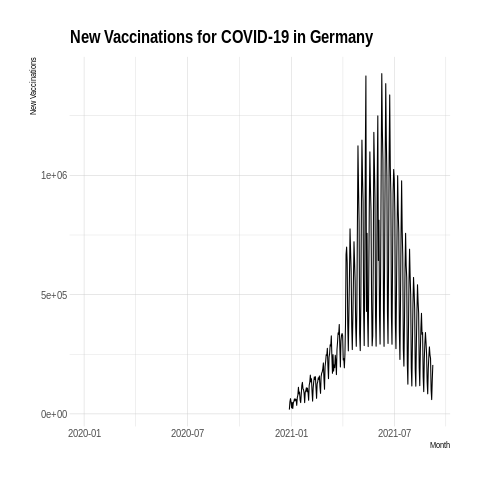 New Vaccinations for COVID-19 in Germany
New Vaccinations
1e+06
5e+05
0e+00
2020-01 2020-07 2021-01 2021-07
Month